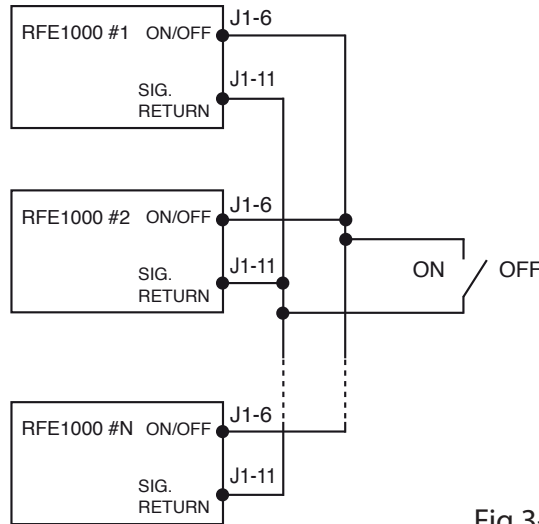 RFE1000 #1 ON/OFF J1-6
SIG.
RETURN J1-11
RFE1000 #2 ON/OFF J1-6
SIG.
RETURN J1-11
ON OFF
RFE1000 #N ON/OFF J1-6
SIG.
RETURN J1-11